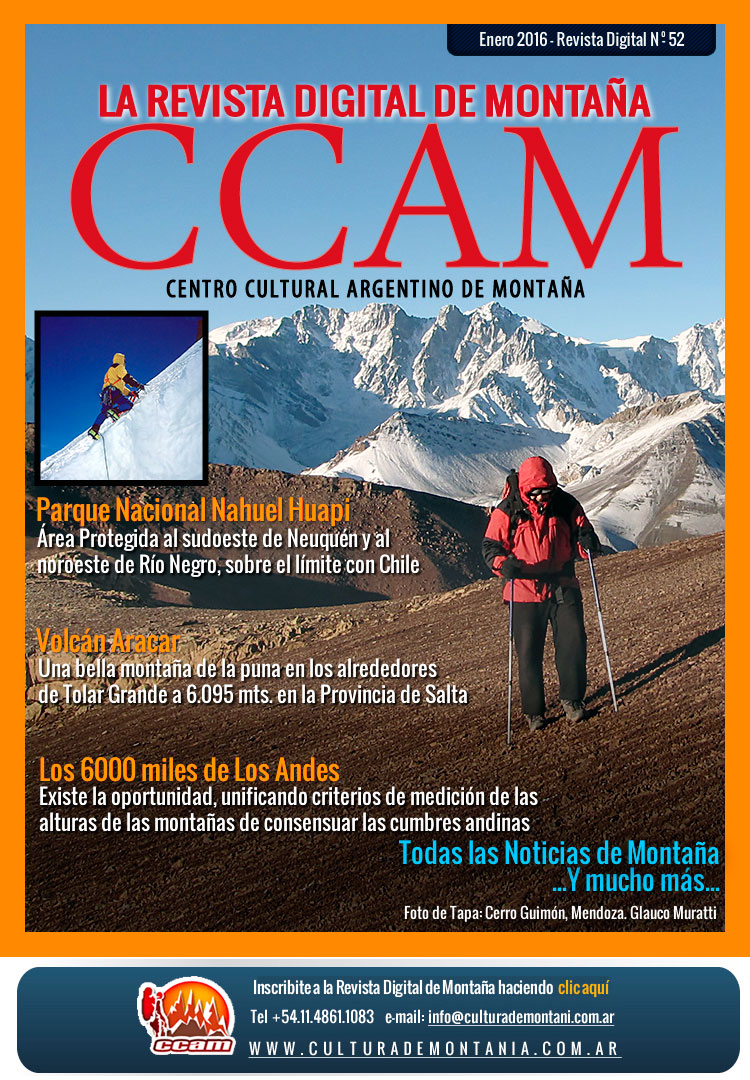 Enero 2016 - Revista Digital Nº 52
LA REVISTA DIGITAL DE MONTAÑA
CCAM
CENTRO CULTURAL ARGENTINO DE MONTAÑA
Parque Nacional Nahuel Huapi
Área Protegida al sudoeste de Neuquén y al
noroeste de Río Negro, sobre el límite con Chile
Volcán Aracar
Una bella montaña de la puna en los alrededores
de Tolar Grande a 6.095 mts. en la Provincia de Salta
Los 6000 miles de Los Andes
Existe la oportunidad, unificando criterios de medición de las
alturas de las montañas de consensuar las cumbres andinas
Todas las Noticias de Montaña
...Y mucho más...
Foto de Tapa: Cerro Guimón, Mendoza. Glauco Muratti
Inscribite a la Revista Digital de Montaña haciendo clic aquí
Tel +54.11.4861.1083 e-mail: info@culturademontani.com.ar
ccam
WWW.CULTURADEMONTANIA.COM.AR